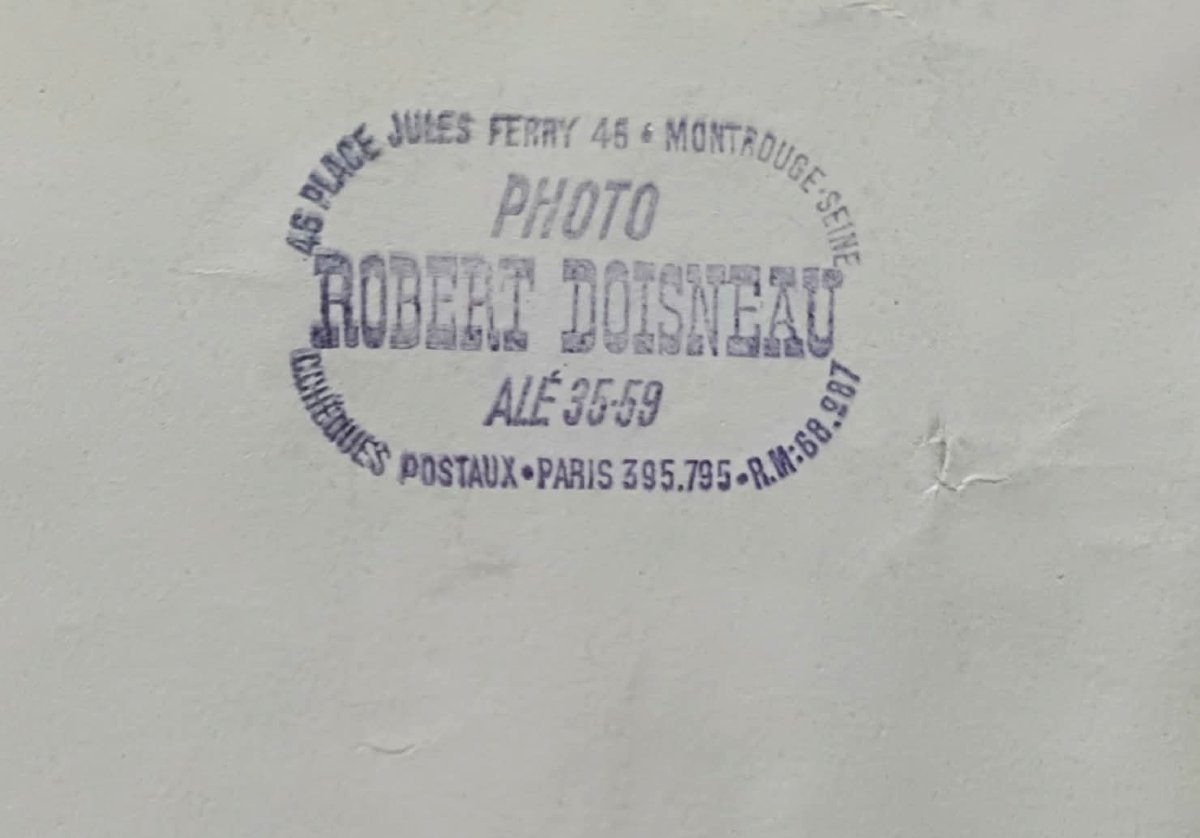 46 PLACE JULES FERRY 46 • MONTROUGE-SEINE
PHOTO
ROBERT DOISNEAU
ALÉ 35-59
CCHÈQUES POSTAUX•PARIS 395.795•R.M:68.987